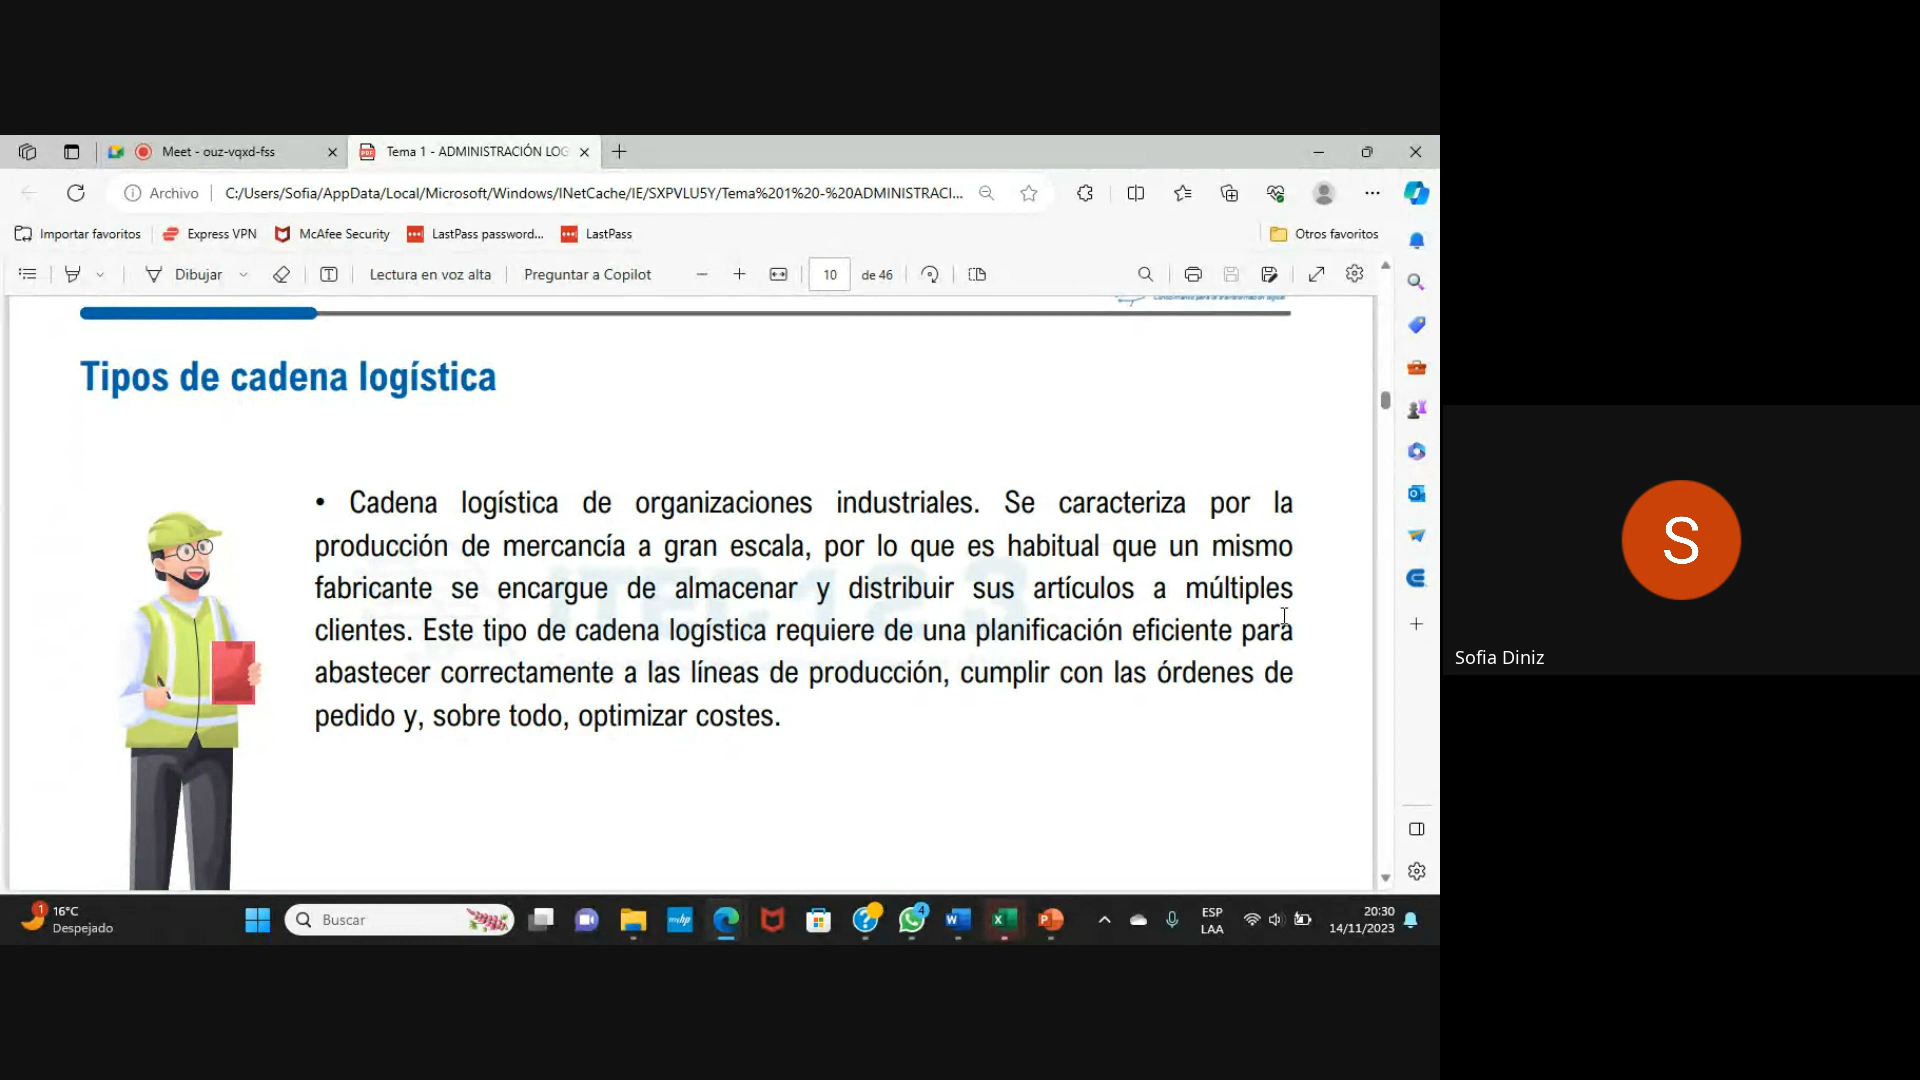 Meet - ouz-vqxd-fss
Tema 1 - ADMINISTRACIÓN LOG
Archivo
C:/Users/Sofia/AppData/Local/Microsoft/Windows/INetCache/IE/SXPVLU5Y/Tema%201%20-%20ADMINISTRACI...
Importar favoritos
Express VPN
McAfee Security
LastPass password...
LastPass
Otros favoritos
Dibujar
Lectura en voz alta
Preguntar a Copilot
10
de 46
Tipos de cadena logística
• Cadena logística de organizaciones industriales. Se caracteriza por la
producción de mercancía a gran escala, por lo que es habitual que un mismo
fabricante se encargue de almacenar y distribuir sus artículos a múltiples
clientes. Este tipo de cadena logística requiere de una planificación eficiente para
abastecer correctamente a las líneas de producción, cumplir con las órdenes de
pedido y, sobre todo, optimizar costes.
ITEC 1 2 3
S
Sofia Diniz
1
16°C
Despejado
Buscar
4
ESP
LAA
20:30
14/11/2023